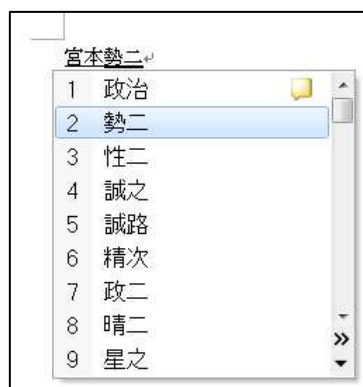 宮本勢二
1 政治
2 勢二
3 性二
4 誠之
5 誠路
6 精次
7 政二
8 晴二
9 星之